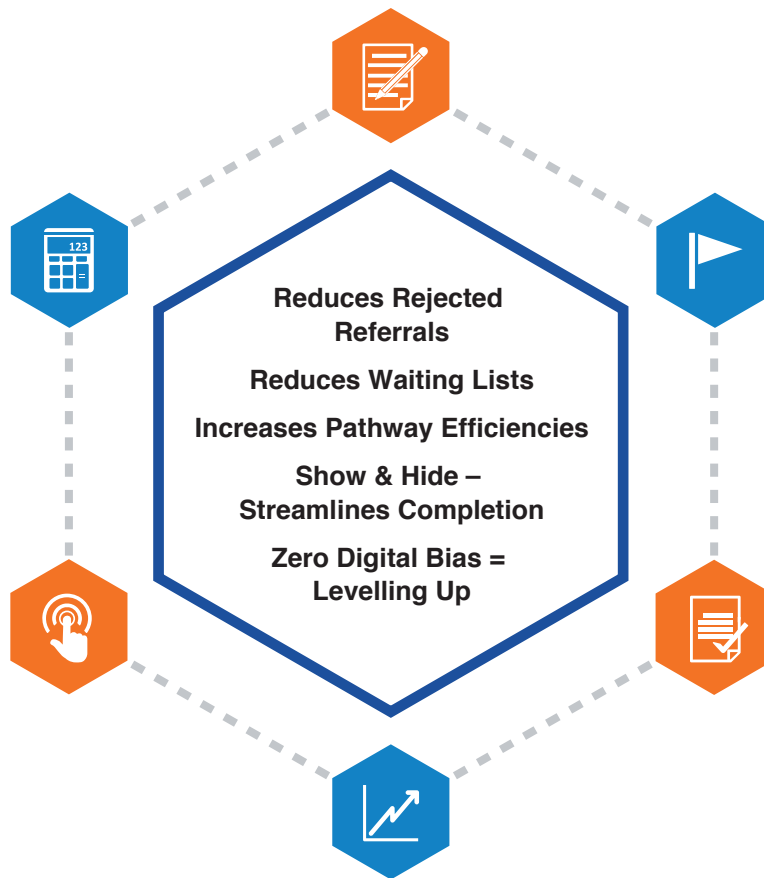 123
=
Reduces Rejected
Referrals
Reduces Waiting Lists
Increases Pathway Efficiencies
Show & Hide –
Streamlines Completion
Zero Digital Bias =
Levelling Up